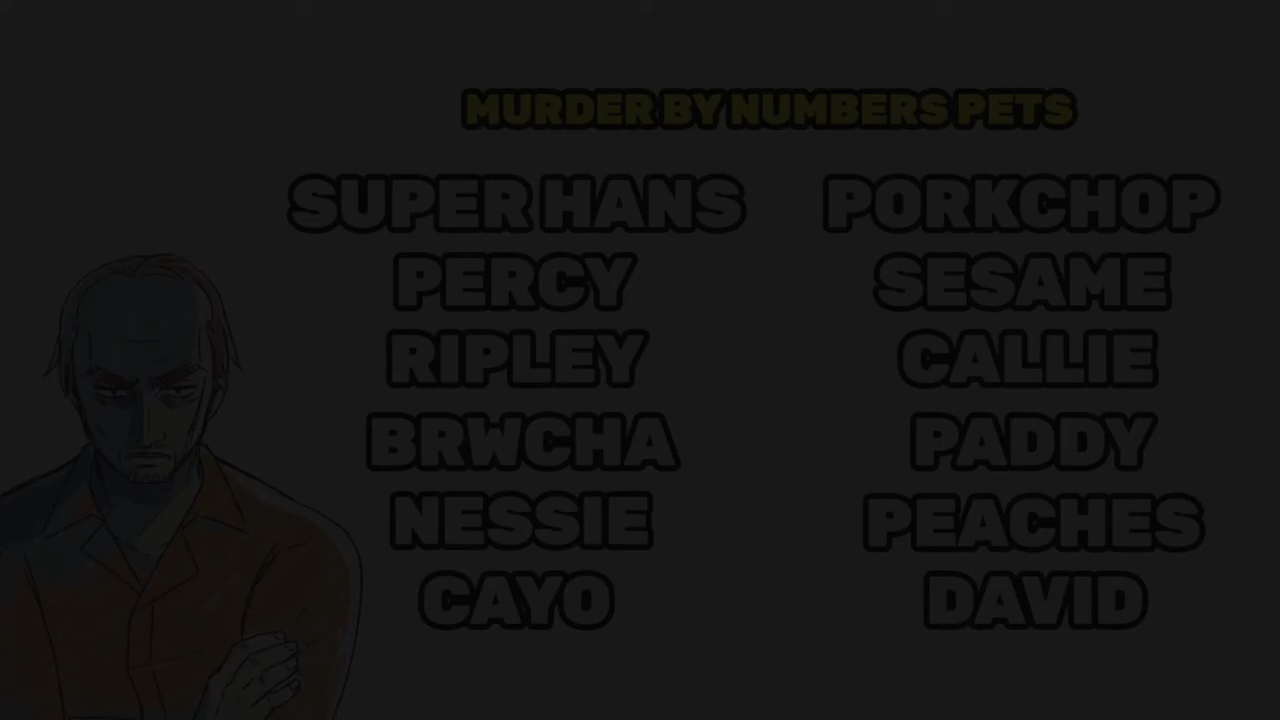 MURDER BY NUMBERS PETS
SUPER HANS
PERCY
RIPLEY
BRWCHA
NESSIE
CAYO
PORKCHOP
SESAME
CALLIE
PADDY
PEACHES
DAVID